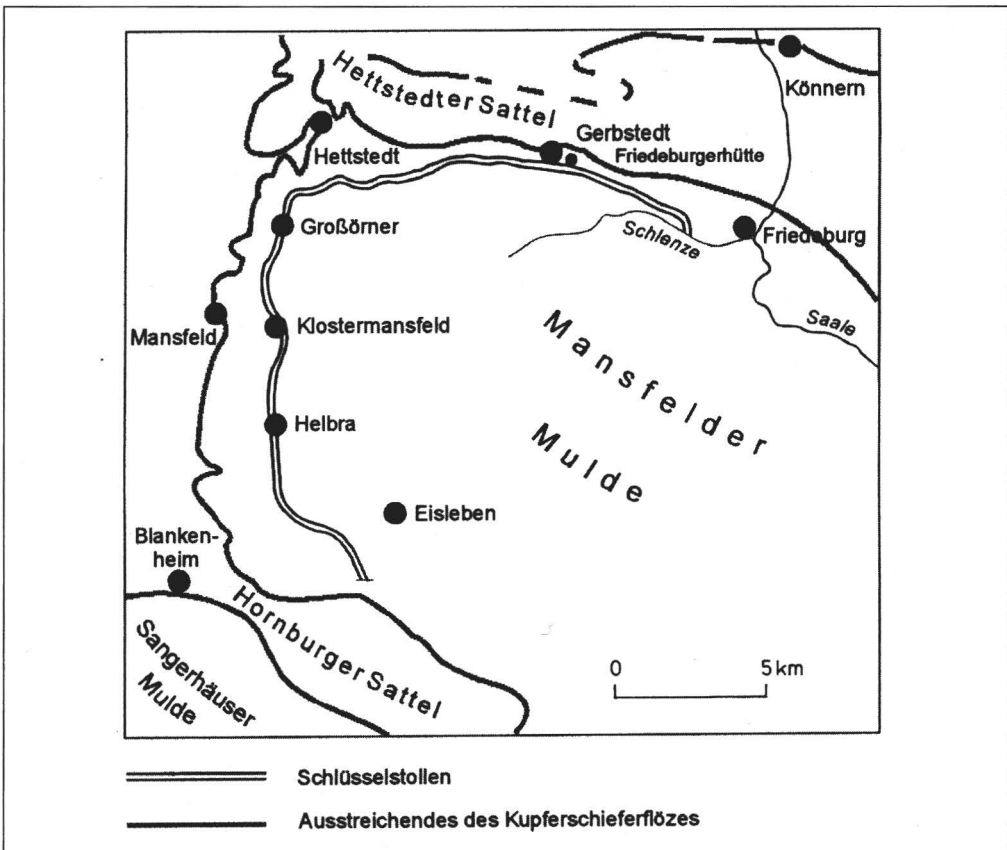 Könnern
Hettstedter Sattel
Gerbstedt
Hettstedt
Friedeburgerhütte
Großörner
Schlenze
Friedeburg
Mansfeld
Klostermansfeld
Saale
Mansfelder
Mulde
Helbra
Eisleben
Blanken-
heim
Hornburger Sattel
Sangerhäuser
Mulde
0 5 km
Schlüsselstollen
Ausstreichendes des Kupferschieferflözes